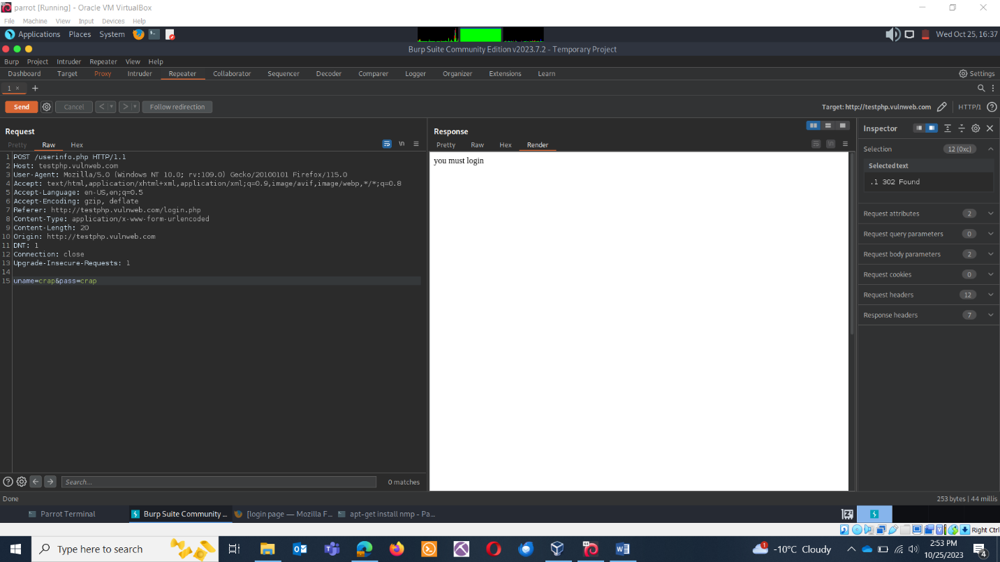 parrot [Running] - Oracle VM VirtualBox
File Machine View Input Devices Help
Applications Places System Wed Oct 25, 16:37
Burp Suite Community Edition v2023.7.2 - Temporary Project
Burp Project Intruder Repeater View Help
Dashboard Target Proxy Intruder Repeater Collaborator Sequencer Decoder Comparer Logger Organizer Extensions Learn Settings
1 × +
Send Cancel < > Follow redirection Target: http://testphp.vulnweb.com HTTP/1
Request
Pretty Raw Hex \n
1 POST /userinfo.php HTTP/1.1
2 Host: testphp.vulnweb.com
3 User-Agent: Mozilla/5.0 (Windows NT 10.0; rv:109.0) Gecko/20100101 Firefox/115.0
4 Accept: text/html,application/xhtml+xml,application/xml;q=0.9,image/avif,image/webp,*/*;q=0.8
5 Accept-Language: en-US,en;q=0.5
6 Accept-Encoding: gzip, deflate
7 Referer: http://testphp.vulnweb.com/login.php
8 Content-Type: application/x-www-form-urlencoded
9 Content-Length: 20
10 Origin: http://testphp.vulnweb.com
11 DNT: 1
12 Connection: close
13 Upgrade-Insecure-Requests: 1
14
15 uname=crap&pass=crap
Search... 0 matches
Response
Pretty Raw Hex Render \n
you must login
Inspector
Selection 12 (0xc)
Selected text
.1 302 Found
Request attributes 2
Request query parameters 0
Request body parameters 2
Request cookies 0
Request headers 12
Response headers 7
Done 253 bytes | 44 millis
Parrot Terminal Burp Suite Community ... [login page — Mozilla F... apt-get install nmp - Pa...
Right Ctrl
Type here to search 1 -10°C Cloudy 2:53 PM
10/25/2023 4